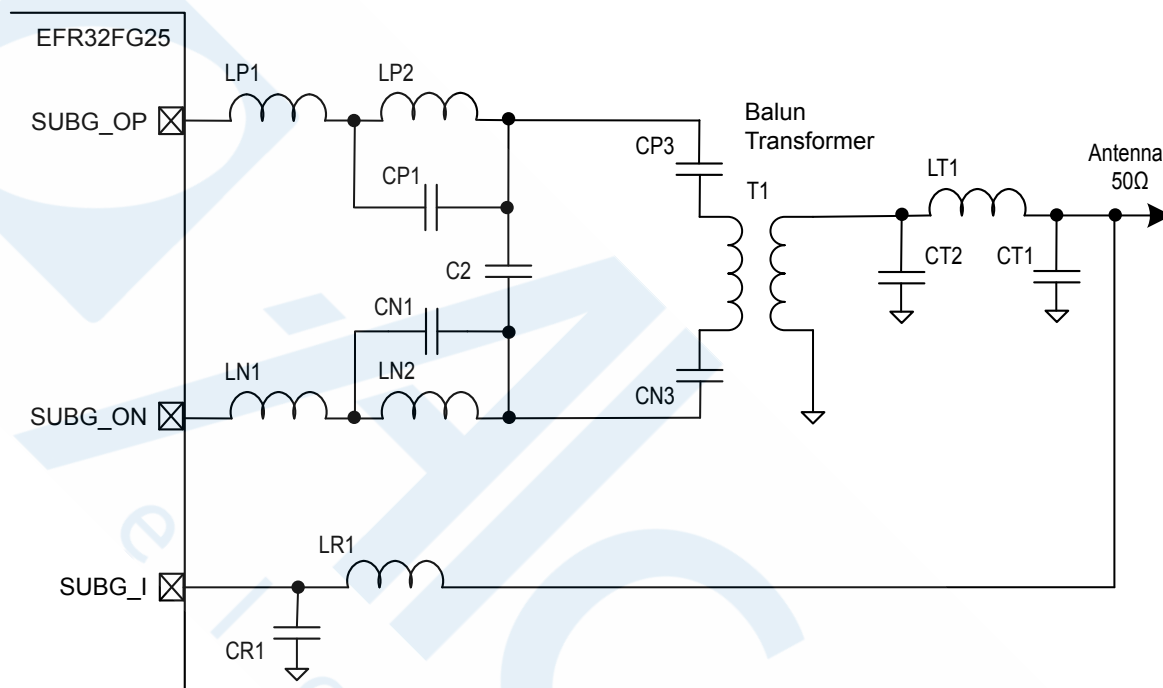 EFR32FG25
LP1
LP2
SUBG_OP
CP1
CP3
Balun
Transformer
T1
LT1
Antenna
50Ω
C2
CT2
CT1
CN1
LN1
LN2
CN3
SUBG_ON
LR1
SUBG_I
CR1